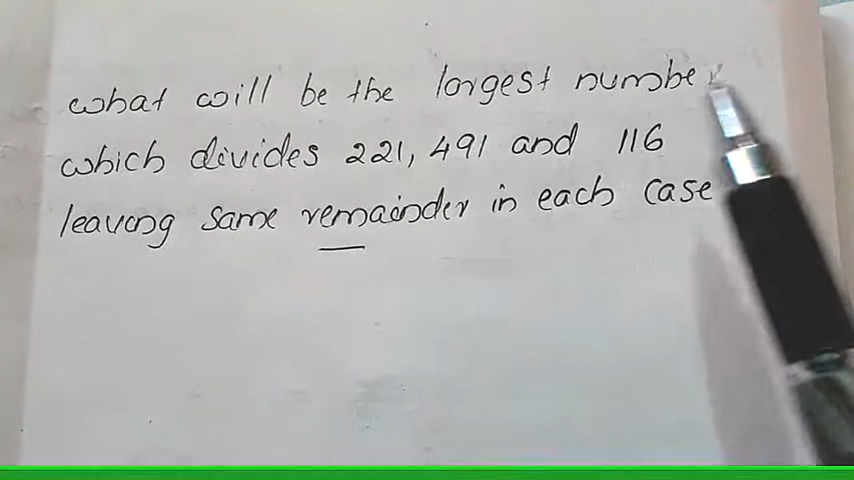 what will be the largest number
which divides 221, 491 and 116
leaving same remainder in each case